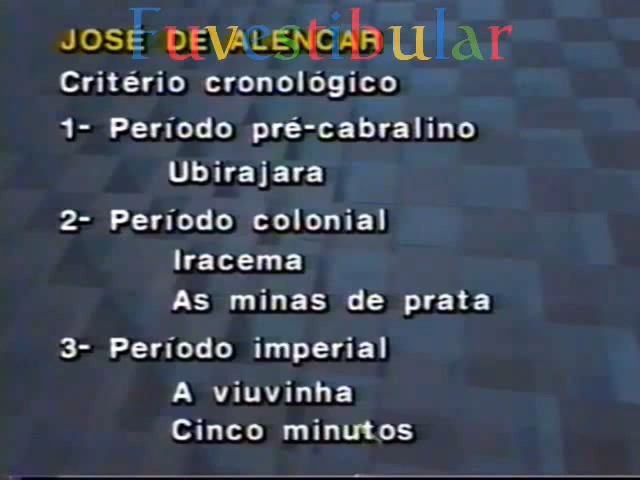 Fuvestibular
JOSE DE ALENCAR
Critério cronológico
1- Período pré-cabralino
Ubirajara
2- Período colonial
Iracema
As minas de prata
3- Período imperial
A viuvinha
Cinco minutos